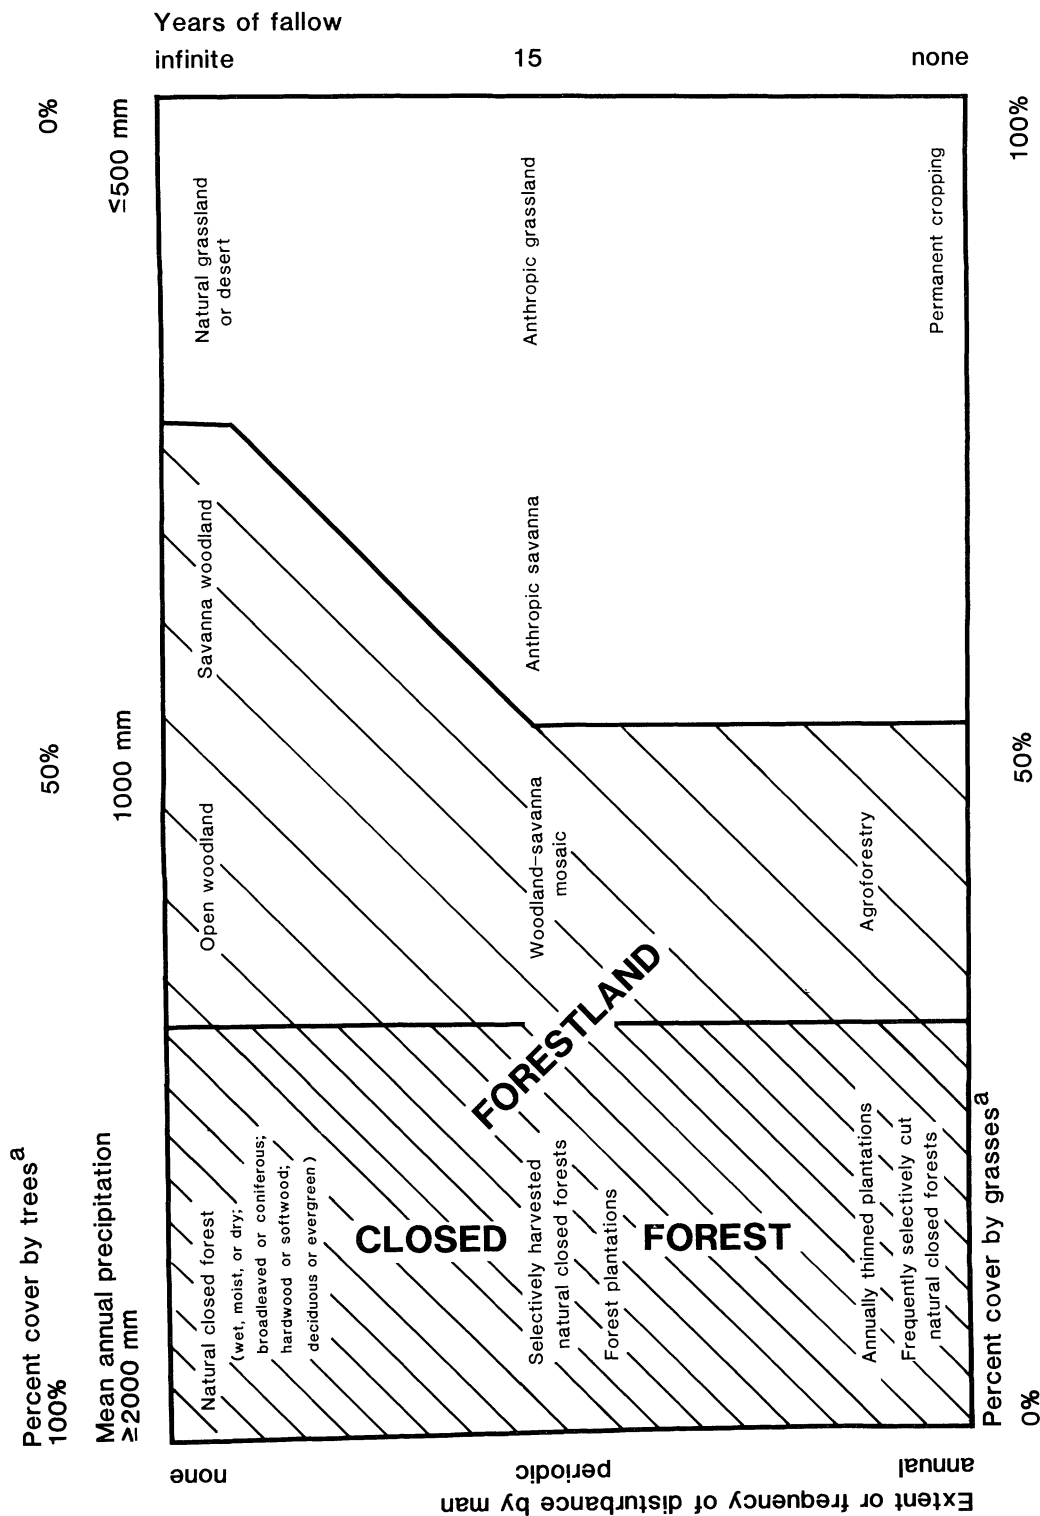 Years of fallow
infinite
15
none
Percent cover by trees^a
100%
50%
0%
Mean annual precipitation
≥2000 mm
1000 mm
≤500 mm
Natural grassland
or desert
Anthropic grassland
Permanent cropping
Savanna woodland
Anthropic savanna
Open woodland
Woodland-savanna
mosaic
Agroforestry
FORESTLAND
Natural closed forest
(wet, moist, or dry;
broadleaved or coniferous;
hardwood or softwood;
deciduous or evergreen)
CLOSED FOREST
Selectively harvested
natural closed forests
Forest plantations
Annually thinned plantations
Frequently selectively cut
natural closed forests
Percent cover by grasses^a
0%
50%
100%
none
periodic
annual
Extent or frequency of disturbance by man